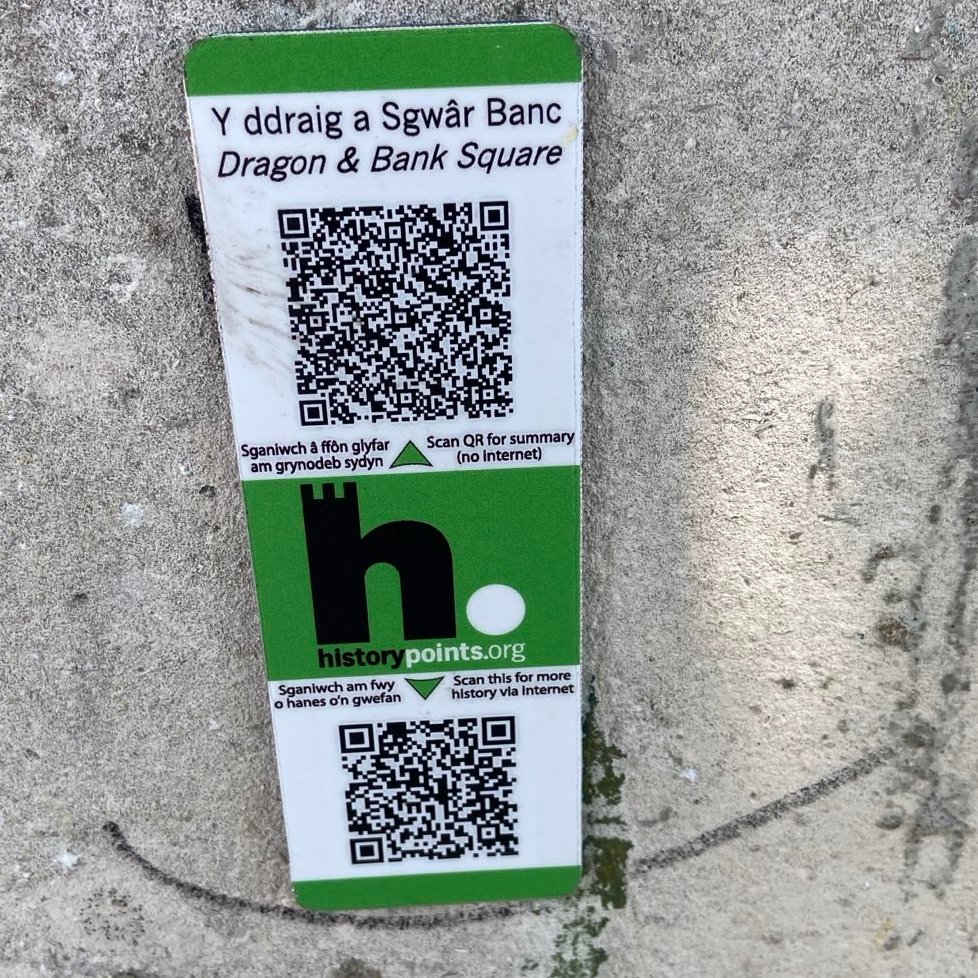 Y ddraig a Sgwâr Banc
Dragon & Bank Square
Sganiwch â ffôn glyfar
am grynodeb sydyn
Scan QR for summary
(no internet)
h.
historypoints.org
Sganiwch am fwy
o hanes o'n gwefan
Scan this for more
history via Internet